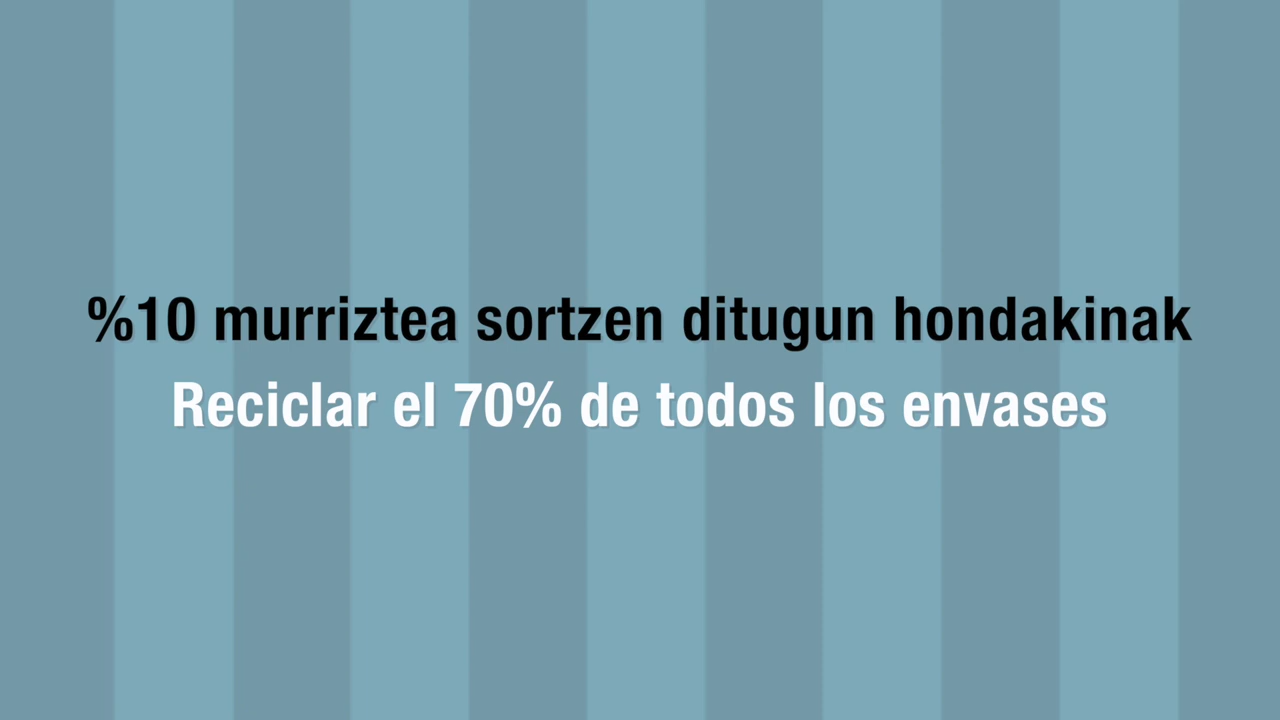 %10 murriztea sortzen ditugun hondakinak
Reciclar el 70% de todos los envases